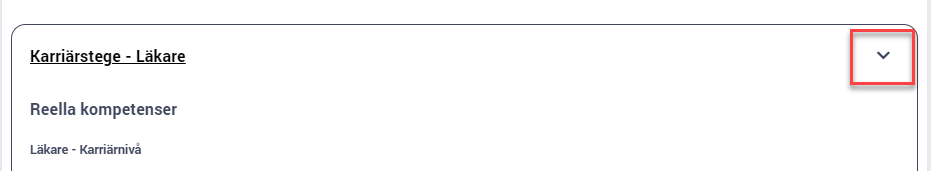 Karriärstege - Läkare
Reella kompetenser
Läkare - Karriärnivå